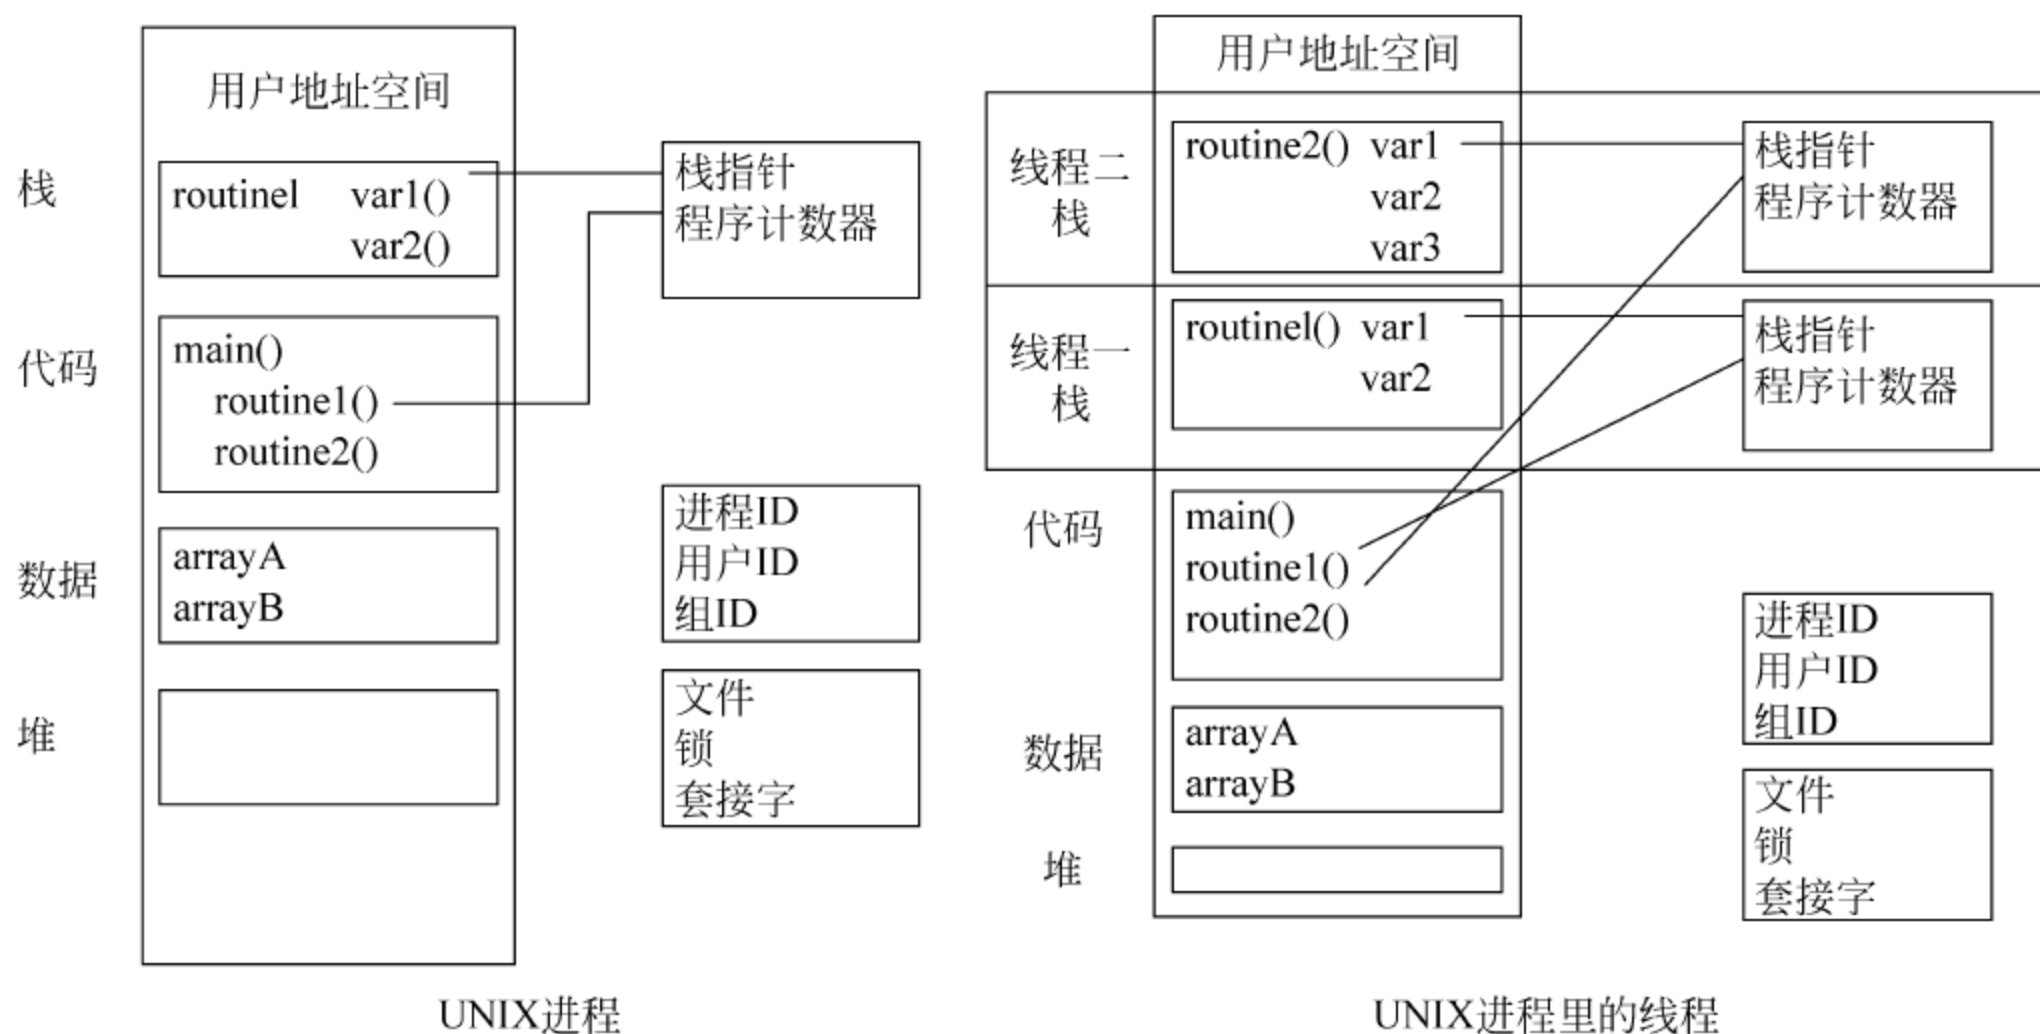 用户地址空间
栈
routinel var1()
var2()
栈指针
程序计数器
代码
main()
routine1()
routine2()
数据
arrayA
arrayB
进程ID
用户ID
组ID
堆
文件
锁
套接字
UNIX进程
用户地址空间
线程二
栈
routine2() var1
var2
var3
栈指针
程序计数器
线程一
栈
routinel() var1
var2
栈指针
程序计数器
代码
main()
routine1()
routine2()
进程ID
用户ID
组ID
数据
arrayA
arrayB
文件
锁
套接字
堆
UNIX进程里的线程